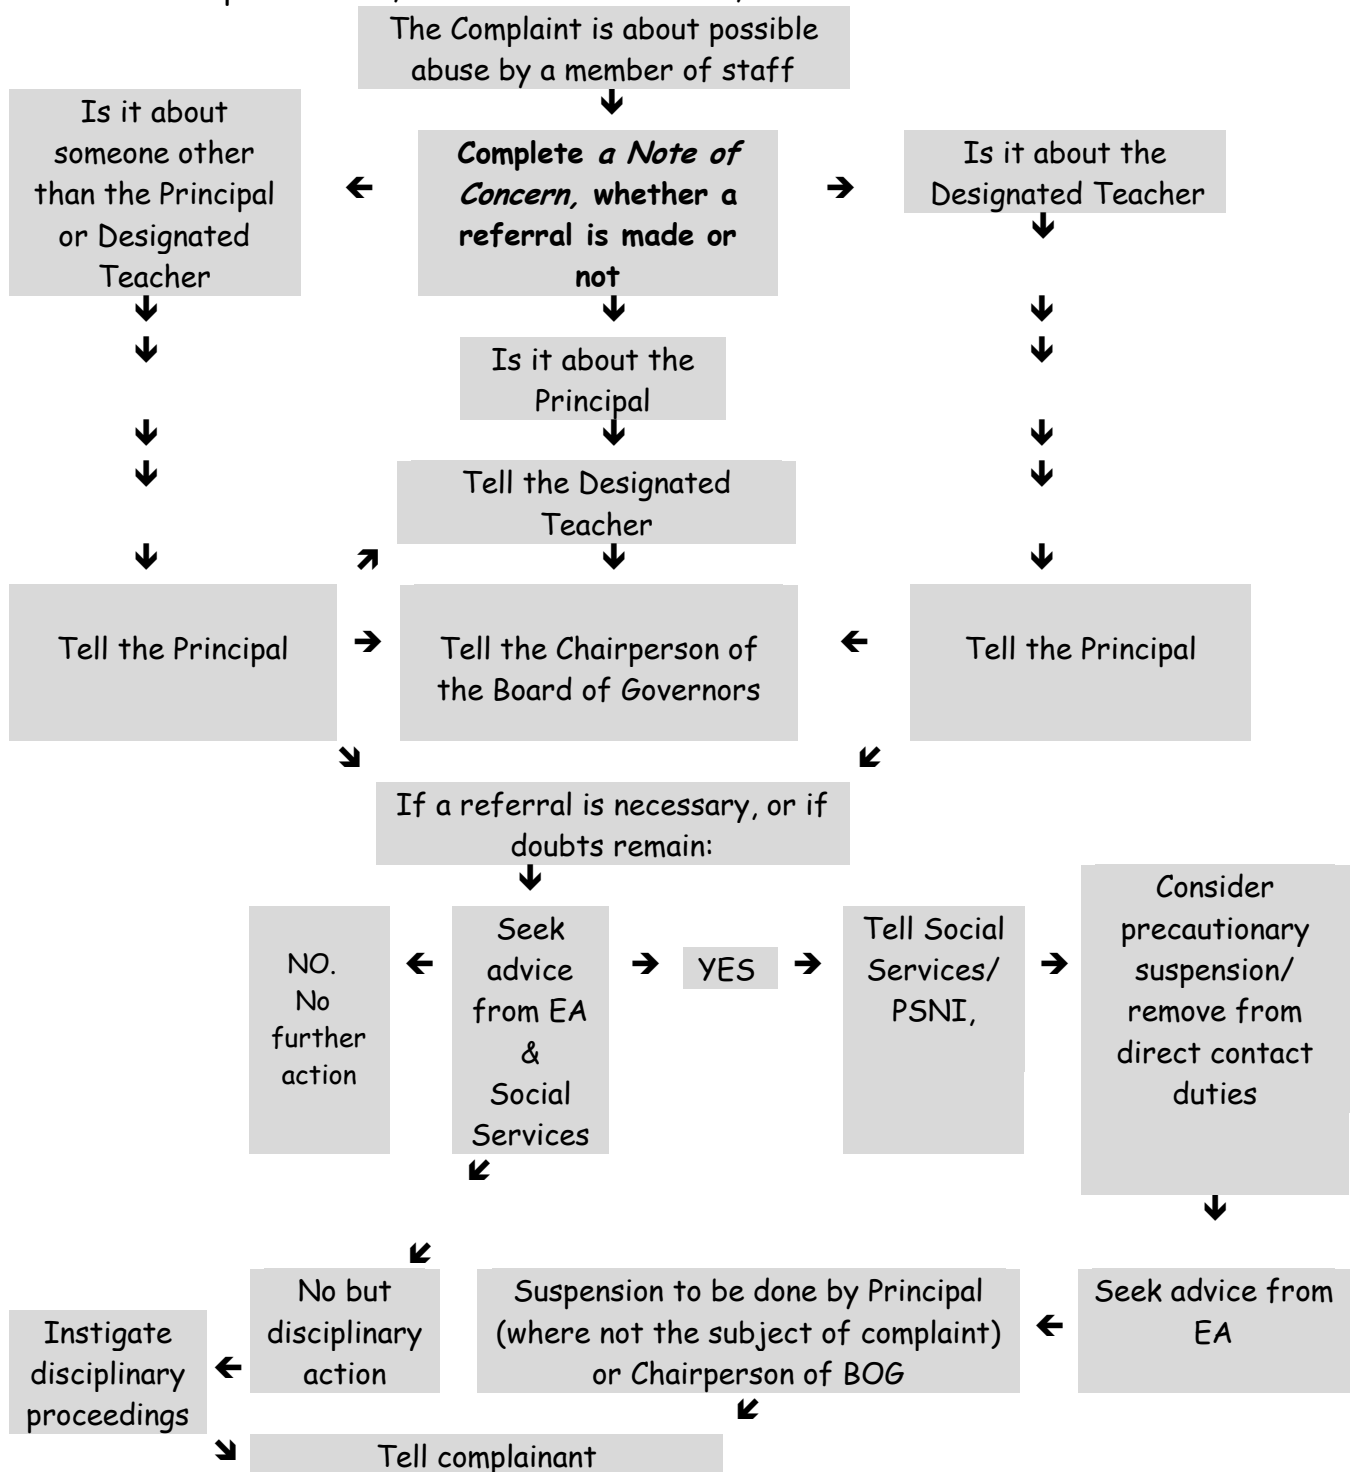 The Complaint is about possible
abuse by a member of staff
Is it about
someone other
than the Principal
or Designated
Teacher
Complete a Note of
Concern, whether a
referral is made or
not
Is it about the
Designated Teacher
Is it about the
Principal
Tell the Designated
Teacher
Tell the Principal
Tell the Chairperson of
the Board of Governors
Tell the Principal
If a referral is necessary, or if
doubts remain:
NO.
No
further
action
Seek
advice
from EA
&
Social
Services
YES
Tell Social
Services/
PSNI,
Consider
precautionary
suspension/
remove from
direct contact
duties
Instigate
disciplinary
proceedings
No but
disciplinary
action
Suspension to be done by Principal
(where not the subject of complaint)
or Chairperson of BOG
Seek advice from
EA
Tell complainant